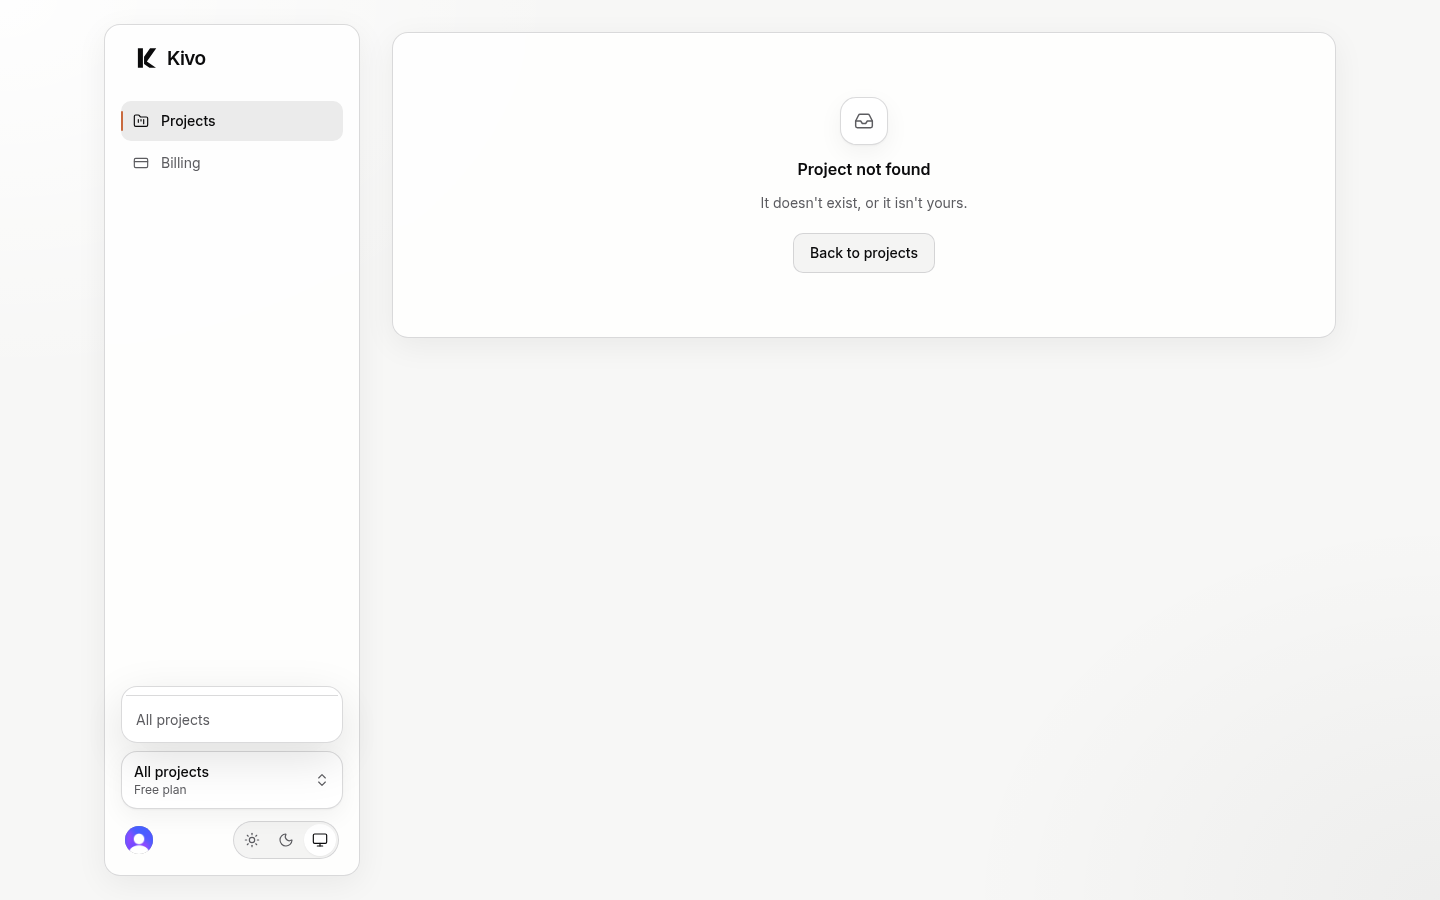 Kivo
Projects
Billing
Project not found
It doesn't exist, or it isn't yours.
Back to projects
All projects
All projects
Free plan